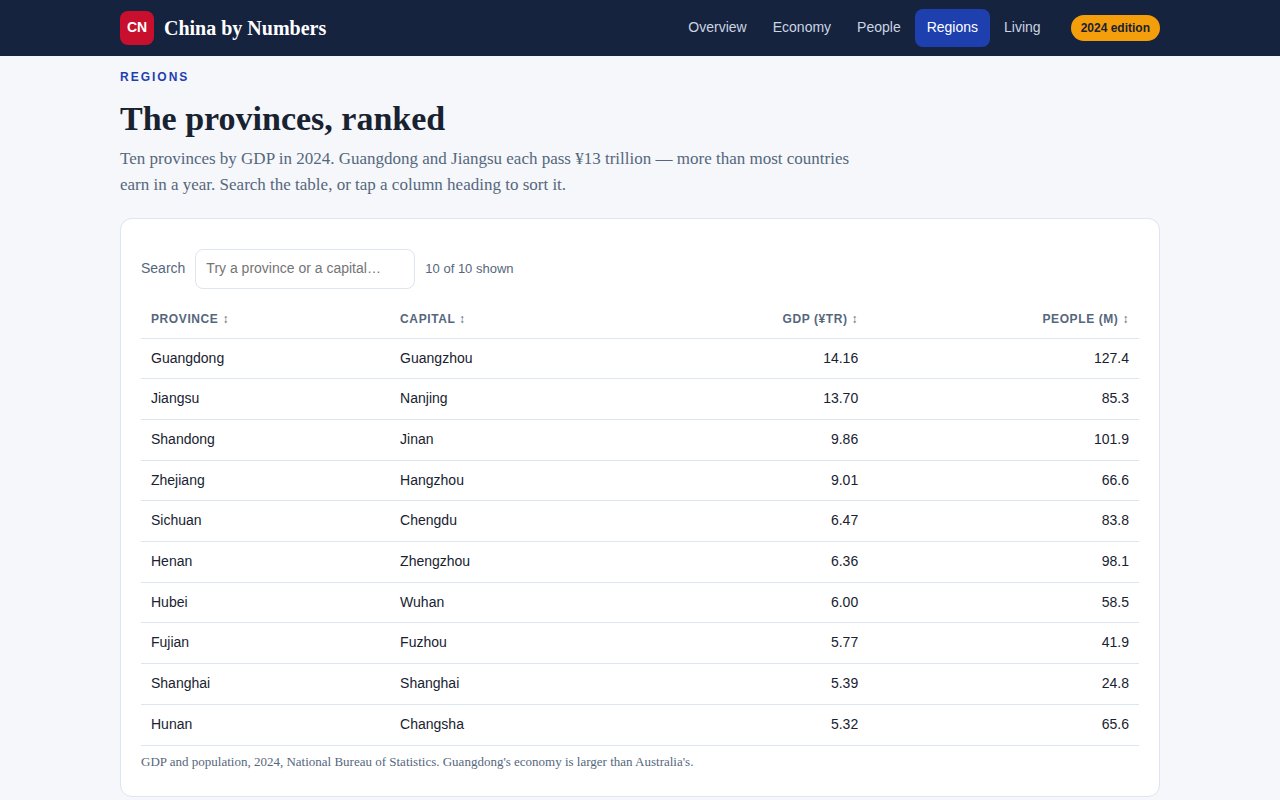 CN China by Numbers Overview Economy People Regions Living 2024 edition
REGIONS
The provinces, ranked
Ten provinces by GDP in 2024. Guangdong and Jiangsu each pass ¥13 trillion — more than most countries
earn in a year. Search the table, or tap a column heading to sort it.
Search Try a province or a capital… 10 of 10 shown
PROVINCE ↕ CAPITAL ↕ GDP (¥TR) ↕ PEOPLE (M) ↕
Guangdong Guangzhou 14.16 127.4
Jiangsu Nanjing 13.70 85.3
Shandong Jinan 9.86 101.9
Zhejiang Hangzhou 9.01 66.6
Sichuan Chengdu 6.47 83.8
Henan Zhengzhou 6.36 98.1
Hubei Wuhan 6.00 58.5
Fujian Fuzhou 5.77 41.9
Shanghai Shanghai 5.39 24.8
Hunan Changsha 5.32 65.6
GDP and population, 2024, National Bureau of Statistics. Guangdong's economy is larger than Australia's.